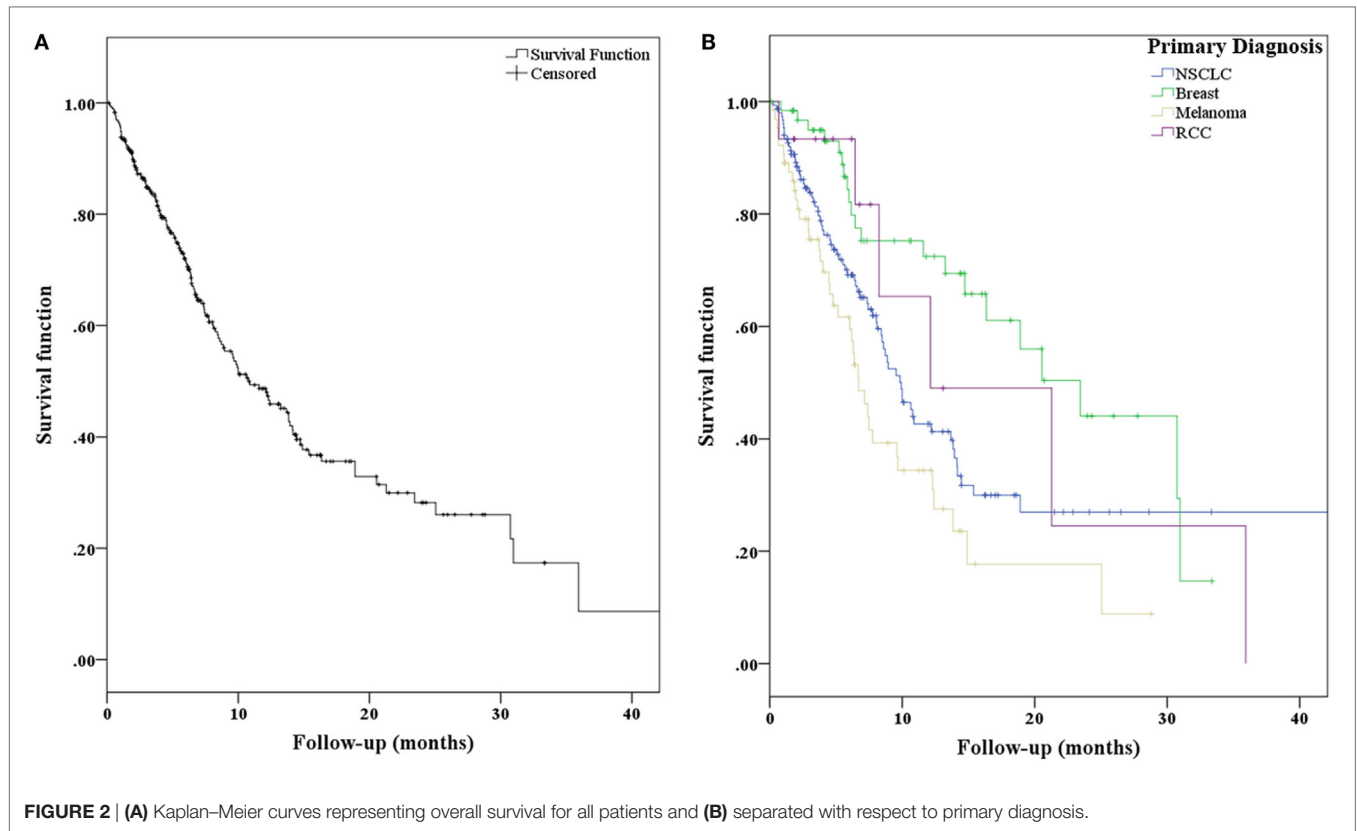 A
Survival Function
Censored
1.00
.80
.60
.40
.20
.00
Survival function
0 10 20 30 40
Follow-up (months)
B
Primary Diagnosis
NSCLC
Breast
Melanoma
RCC
1.00
.80
.60
.40
.20
.00
Survival function
0 10 20 30 40
Follow-up (months)
FIGURE 2 | (A) Kaplan–Meier curves representing overall survival for all patients and (B) separated with respect to primary diagnosis.